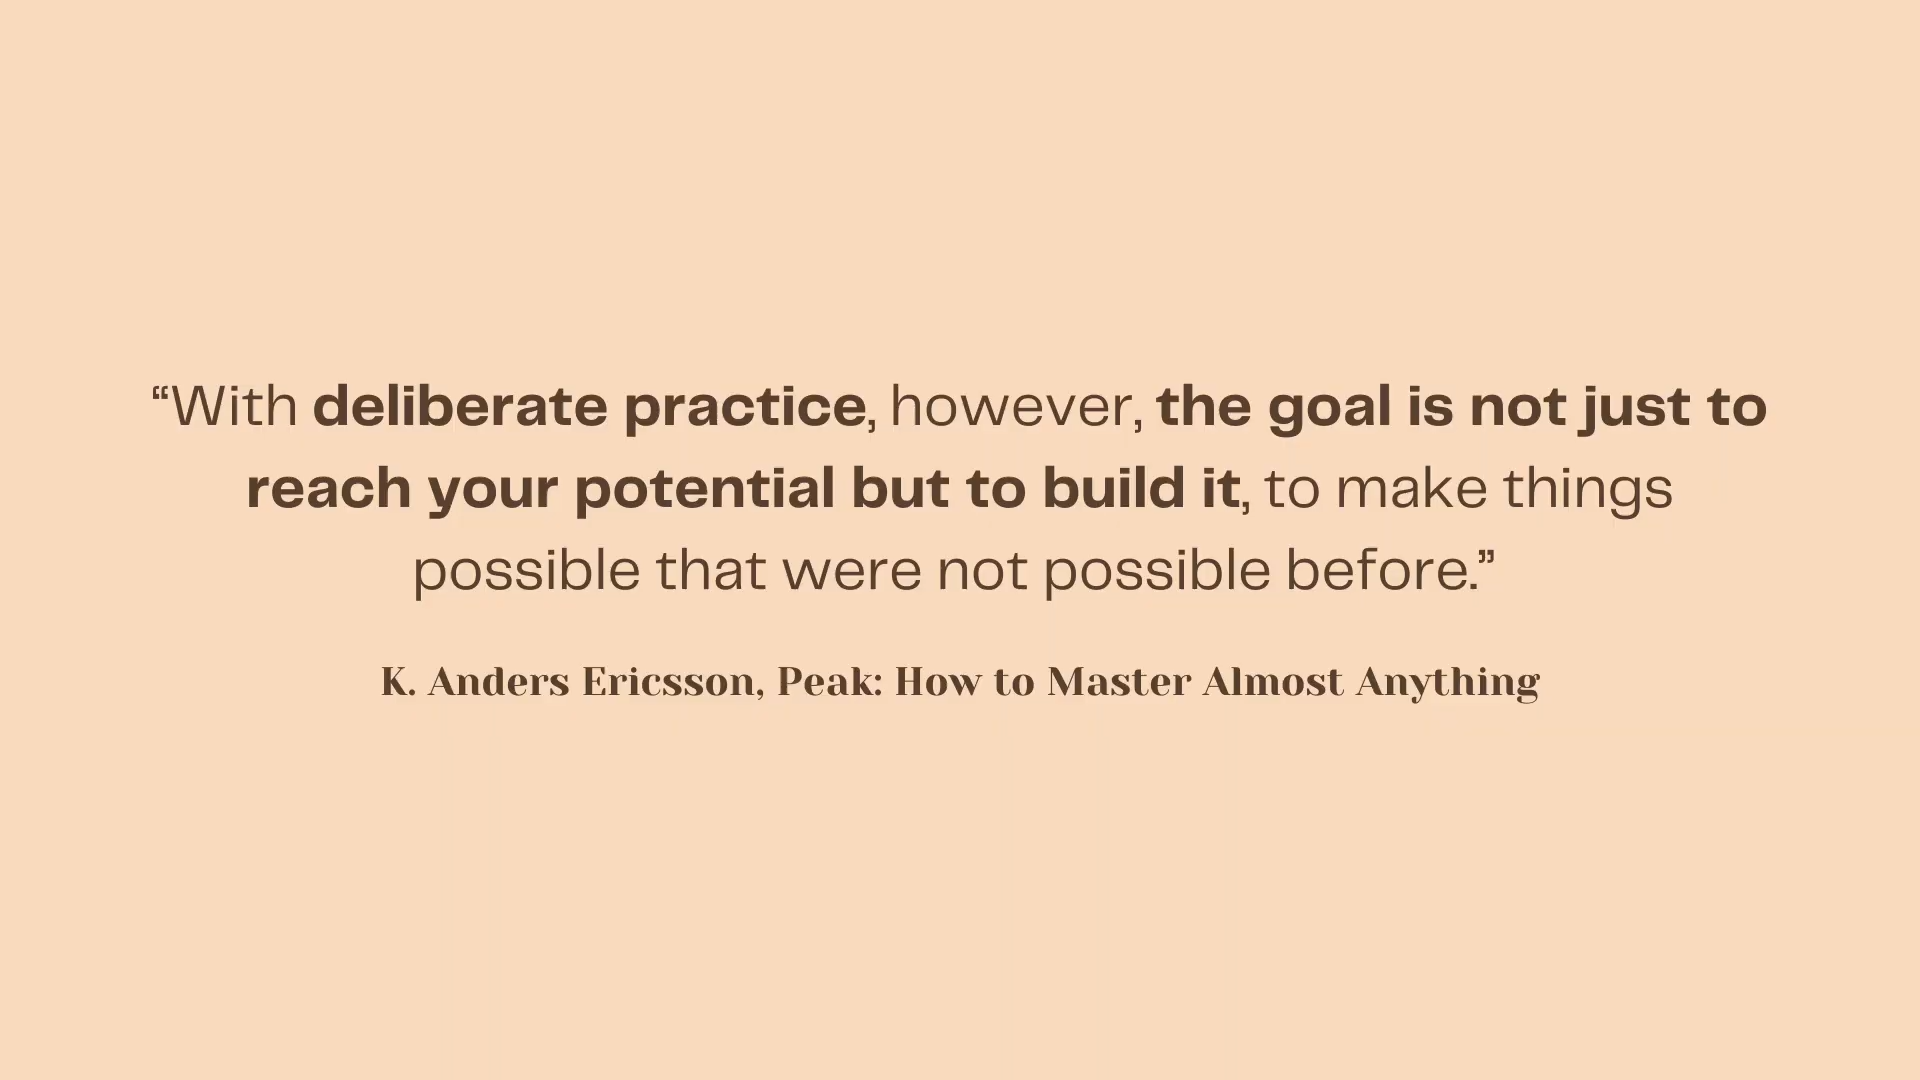 “With deliberate practice, however, the goal is not just to
reach your potential but to build it, to make things
possible that were not possible before.”
K. Anders Ericsson, Peak: How to Master Almost Anything